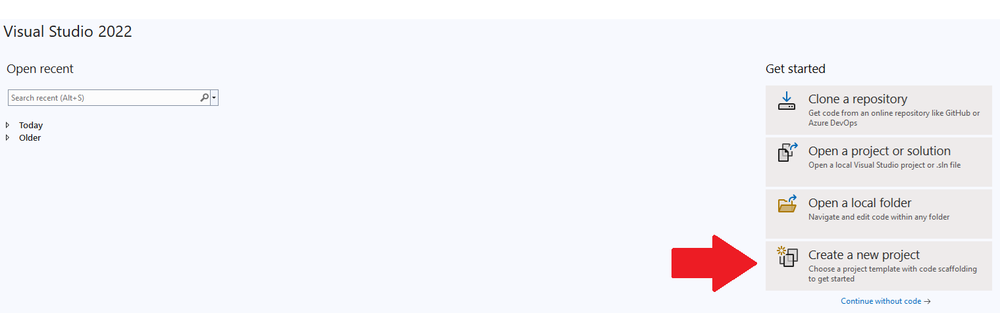 Visual Studio 2022
Open recent
Search recent (Alt+S)
Today
Older
Get started
Clone a repository
Get code from an online repository like GitHub or
Azure DevOps
Open a project or solution
Open a local Visual Studio project or .sln file
Open a local folder
Navigate and edit code within any folder
Create a new project
Choose a project template with code scaffolding
to get started
Continue without code →